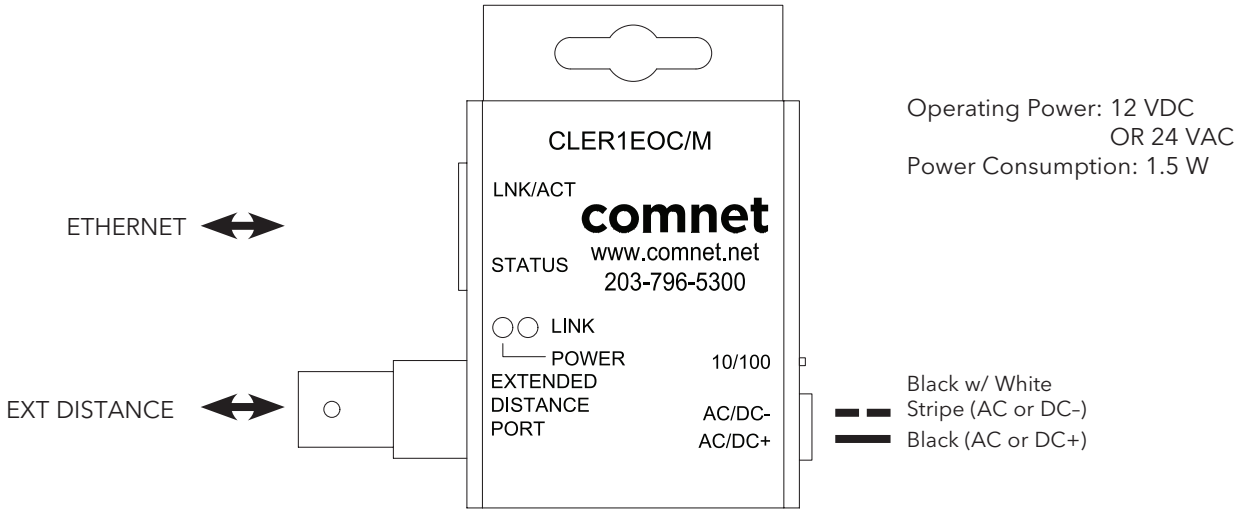 CLER1EOC/M
Operating Power: 12 VDC
OR 24 VAC
Power Consumption: 1.5 W
LNK/ACT
comnet
www.comnet.net
203-796-5300
ETHERNET
STATUS
LINK
POWER
10/100
EXTENDED
DISTANCE
PORT
EXT DISTANCE
AC/DC-
AC/DC+
Black w/ White
Stripe (AC or DC–)
Black (AC or DC+)